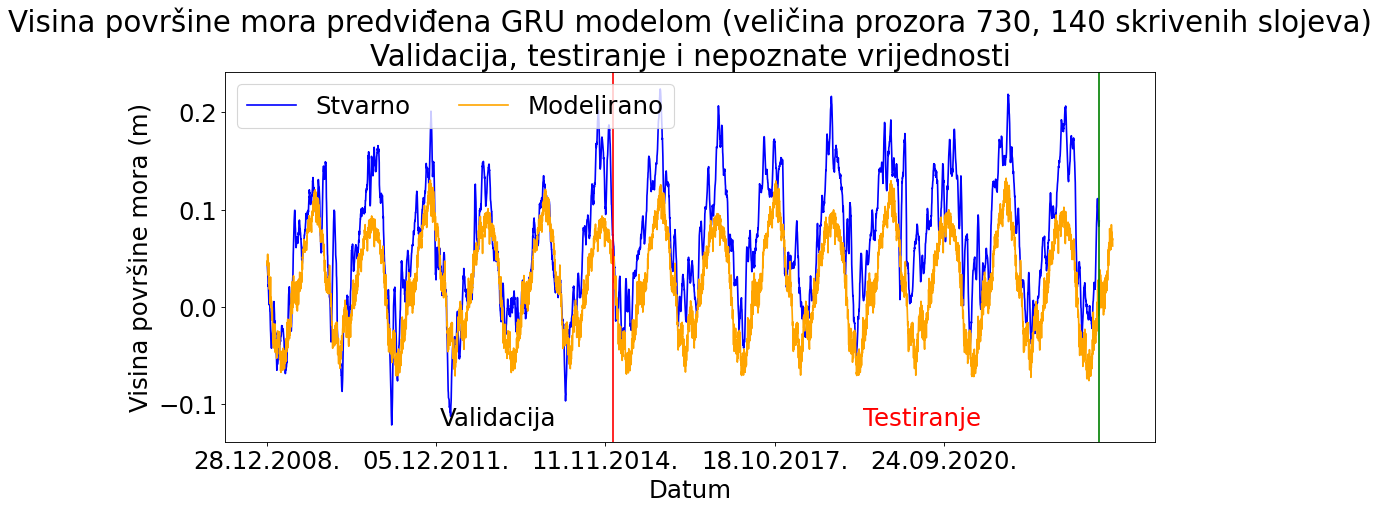 Visina površine mora predviđena GRU modelom (veličina prozora 730, 140 skrivenih slojeva)
Validacija, testiranje i nepoznate vrijednosti
Stvarno Modelirano
Visina površine mora (m)
0.2
0.1
0.0
−0.1
Validacija
Testiranje
28.12.2008. 05.12.2011. 11.11.2014. 18.10.2017. 24.09.2020.
Datum